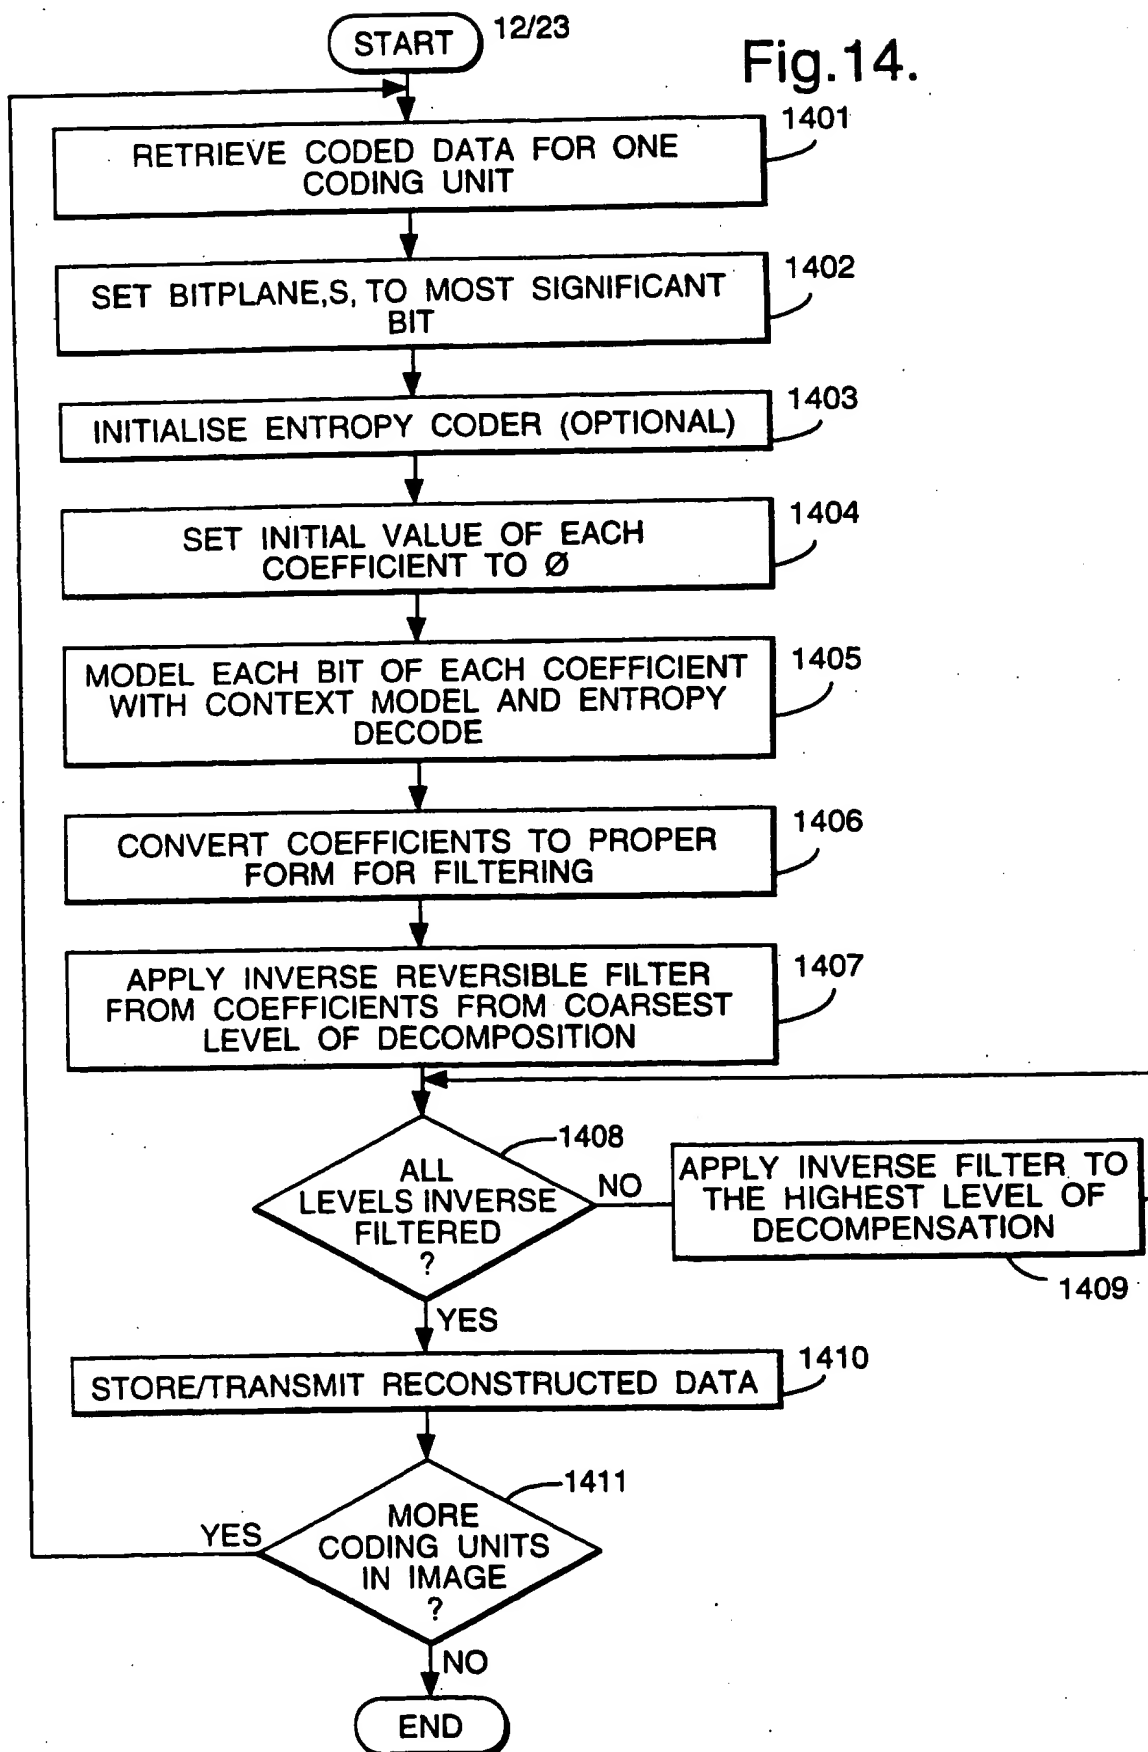 START
12/23
Fig.14.
1401
RETRIEVE CODED DATA FOR ONE
CODING UNIT
1402
SET BITPLANE,S, TO MOST SIGNIFICANT
BIT
1403
INITIALISE ENTROPY CODER (OPTIONAL)
1404
SET INITIAL VALUE OF EACH
COEFFICIENT TO Ø
1405
MODEL EACH BIT OF EACH COEFFICIENT
WITH CONTEXT MODEL AND ENTROPY
DECODE
1406
CONVERT COEFFICIENTS TO PROPER
FORM FOR FILTERING
1407
APPLY INVERSE REVERSIBLE FILTER
FROM COEFFICIENTS FROM COARSEST
LEVEL OF DECOMPOSITION
1408
ALL
LEVELS INVERSE
FILTERED
?
NO
APPLY INVERSE FILTER TO
THE HIGHEST LEVEL OF
DECOMPENSATION
1409
YES
1410
STORE/TRANSMIT RECONSTRUCTED DATA
1411
MORE
CODING UNITS
IN IMAGE
?
YES
NO
END